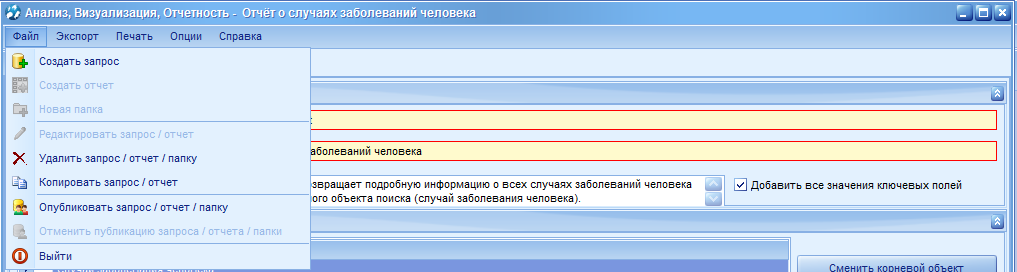 Анализ, Визуализация, Отчетность - Отчёт о случаях заболеваний человека
Файл Экспорт Печать Опции Справка
Создать запрос
Создать отчет
Новая папка
Редактировать запрос / отчет
Удалить запрос / отчет / папку
Копировать запрос / отчет
Опубликовать запрос / отчет / папку
Отменить публикацию запроса / отчета / папки
Выйти
аболеваний человека
озвращает подробную информацию о всех случаях заболеваний человека
ого объекта поиска (случай заболевания человека).
Добавить все значения ключевых полей
Сменить корневой объект